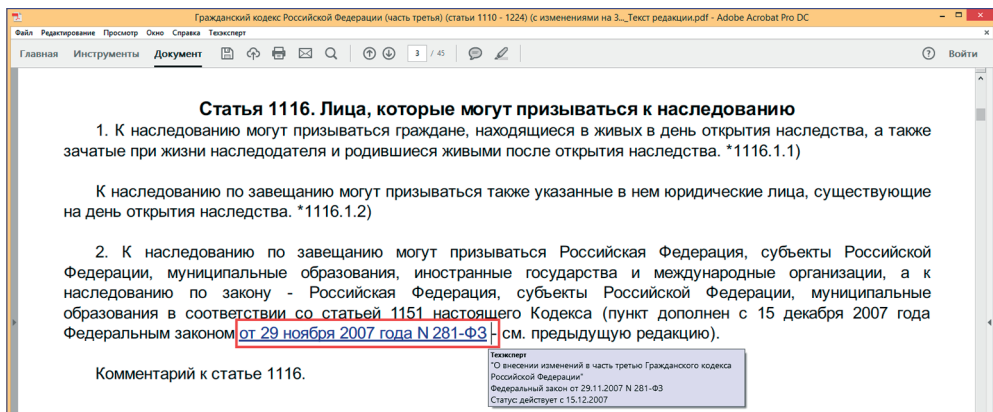 Гражданский кодекс Российской Федерации (часть третья) (статьи 1110 - 1224) (с изменениями на 3..._Текст редакции.pdf - Adobe Acrobat Pro DC
Файл Редактирование Просмотр Окно Справка Техэксперт
Главная Инструменты Документ 3 / 45 Войти
Статья 1116. Лица, которые могут призываться к наследованию
1. К наследованию могут призываться граждане, находящиеся в живых в день открытия наследства, а также
зачатые при жизни наследодателя и родившиеся живыми после открытия наследства. *1116.1.1)
К наследованию по завещанию могут призываться также указанные в нем юридические лица, существующие
на день открытия наследства. *1116.1.2)
2. К наследованию по завещанию могут призываться Российская Федерация, субъекты Российской
Федерации, муниципальные образования, иностранные государства и международные организации, а к
наследованию по закону - Российская Федерация, субъекты Российской Федерации, муниципальные
образования в соответствии со статьей 1151 настоящего Кодекса (пункт дополнен с 15 декабря 2007 года
Федеральным законом от 29 ноября 2007 года N 281-ФЗ - см. предыдущую редакцию).
Техэксперт
"О внесении изменений в часть третью Гражданского кодекса
Российской Федерации"
Федеральный закон от 29.11.2007 N 281-ФЗ
Статус: действует с 15.12.2007
Комментарий к статье 1116.